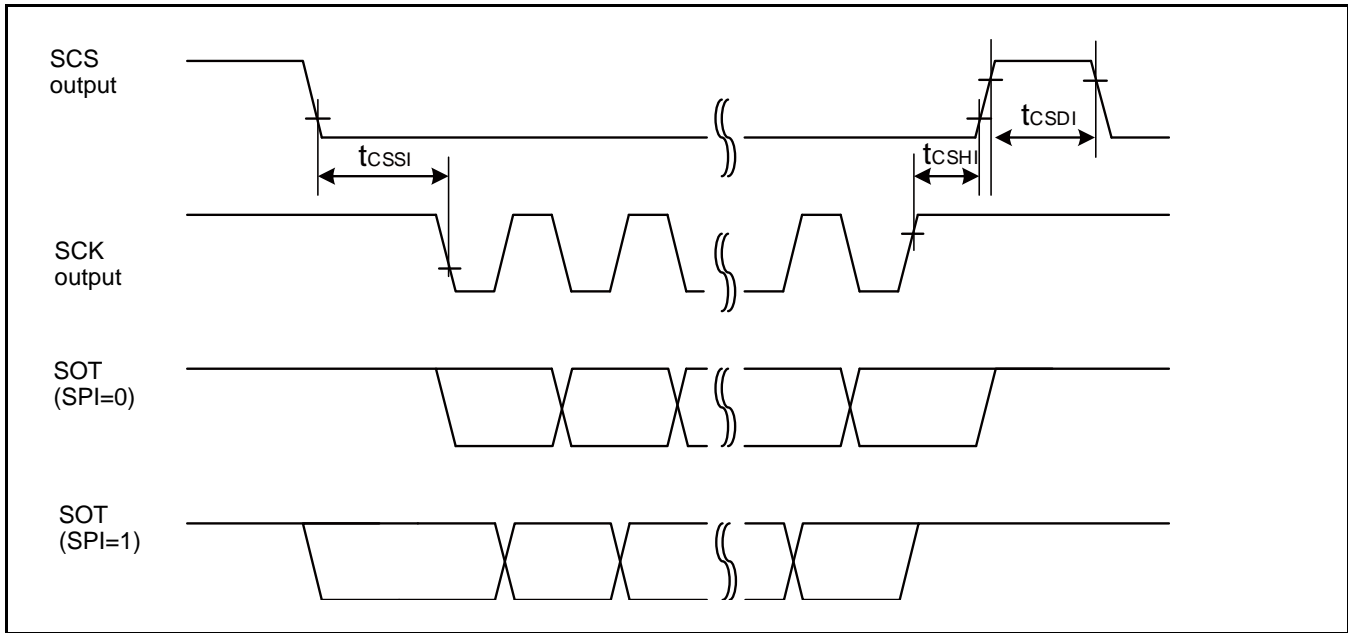 SCS
output
tCSSI
tCSHI
tCSDI
SCK
output
SOT
(SPI=0)
SOT
(SPI=1)